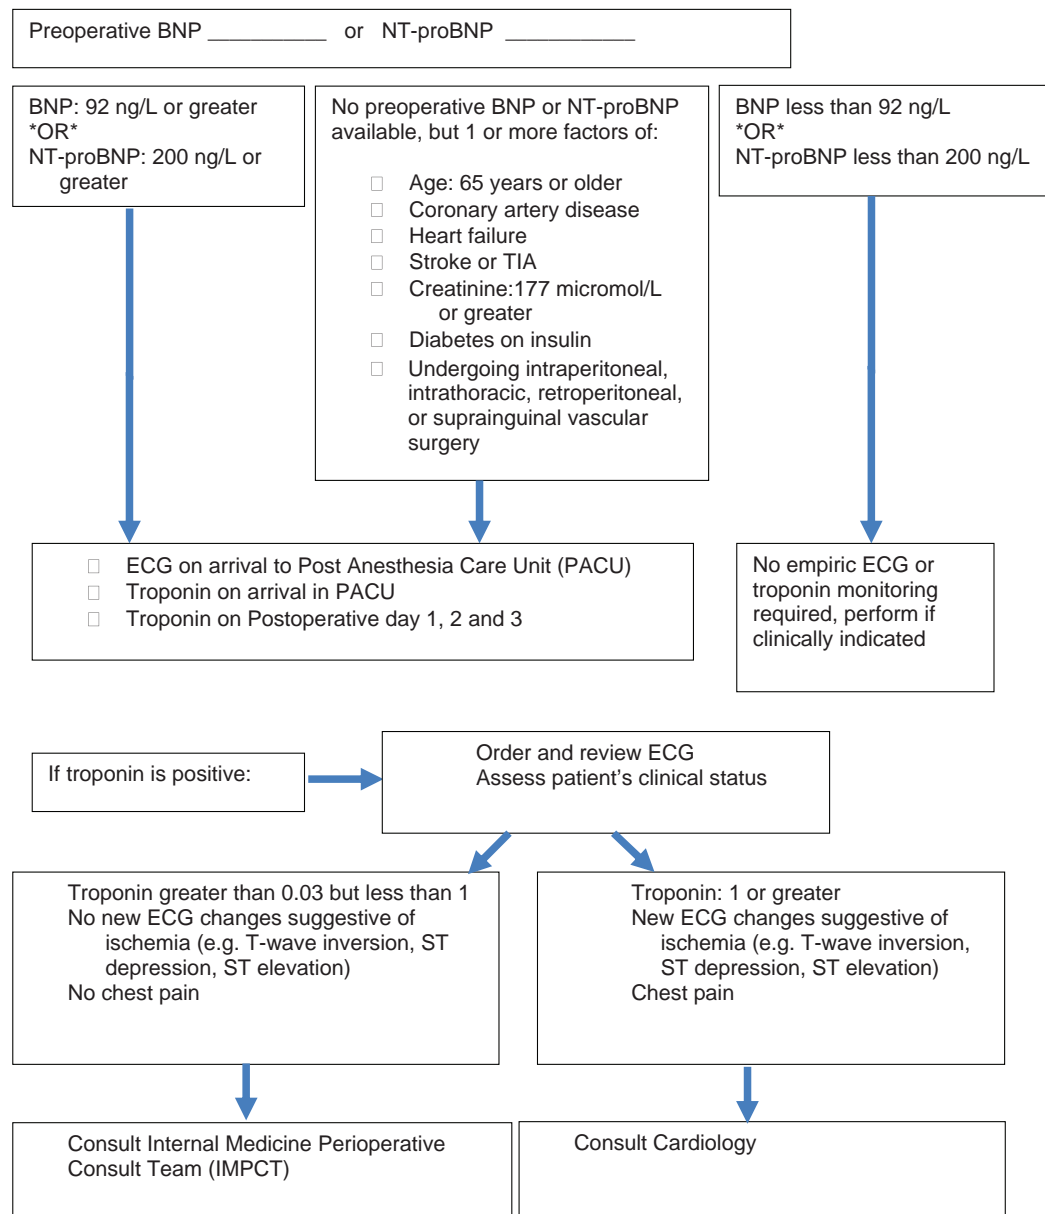 Preoperative BNP ___________ or NT-proBNP ____________
BNP: 92 ng/L or greater
*OR*
NT-proBNP: 200 ng/L or
greater
No preoperative BNP or NT-proBNP
available, but 1 or more factors of:
☐ Age: 65 years or older
☐ Coronary artery disease
☐ Heart failure
☐ Stroke or TIA
☐ Creatinine:177 micromol/L
or greater
☐ Diabetes on insulin
☐ Undergoing intraperitoneal,
intrathoracic, retroperitoneal,
or suprainguinal vascular
surgery
BNP less than 92 ng/L
*OR*
NT-proBNP less than 200 ng/L
☐ ECG on arrival to Post Anesthesia Care Unit (PACU)
☐ Troponin on arrival in PACU
☐ Troponin on Postoperative day 1, 2 and 3
No empiric ECG or
troponin monitoring
required, perform if
clinically indicated
If troponin is positive:
Order and review ECG
Assess patient’s clinical status
Troponin greater than 0.03 but less than 1
No new ECG changes suggestive of
ischemia (e.g. T-wave inversion, ST
depression, ST elevation)
No chest pain
Troponin: 1 or greater
New ECG changes suggestive of
ischemia (e.g. T-wave inversion,
ST depression, ST elevation)
Chest pain
Consult Internal Medicine Perioperative
Consult Team (IMPCT)
Consult Cardiology